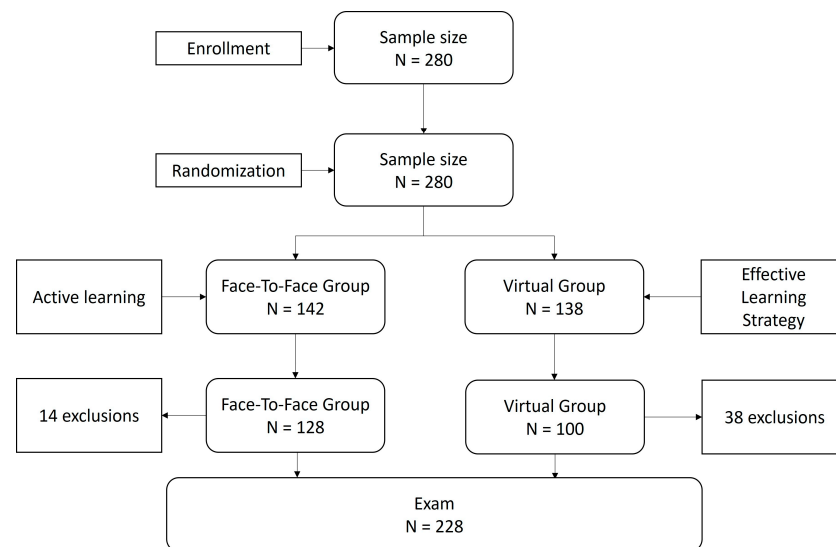 Enrollment
Sample size
N = 280
Randomization
Sample size
N = 280
Active learning
Face-To-Face Group
N = 142
Virtual Group
N = 138
Effective
Learning
Strategy
14 exclusions
Face-To-Face Group
N = 128
Virtual Group
N = 100
38 exclusions
Exam
N = 228